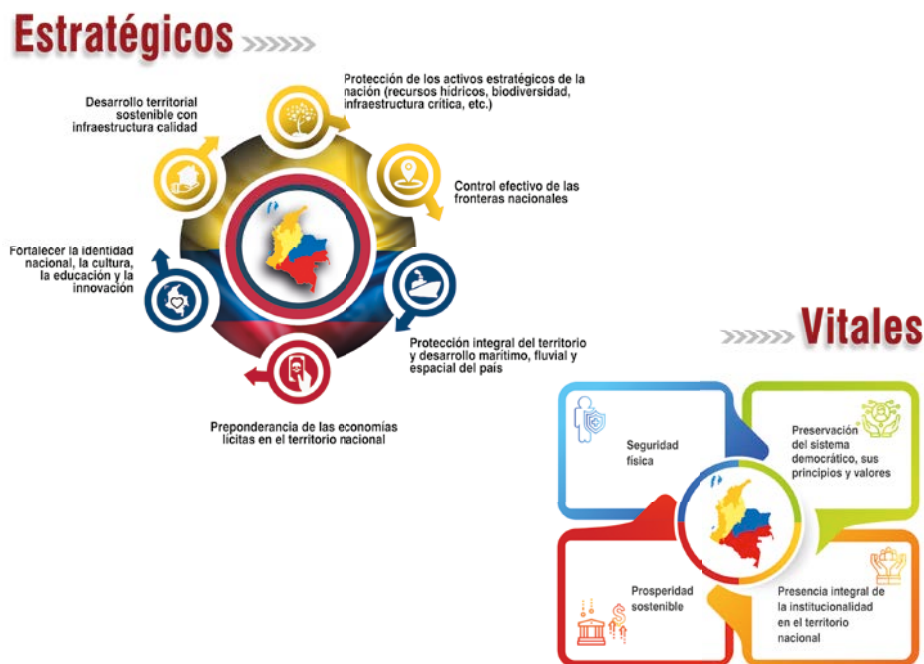 Estratégicos
Protección de los activos estratégicos de la
nación (recursos hídricos, biodiversidad,
infraestructura crítica, etc.)
Desarrollo territorial
sostenible con
infraestructura calidad
Control efectivo de las
fronteras nacionales
Fortalecer la identidad
nacional, la cultura,
la educación y la
innovación
Protección integral del territorio
y desarrollo marítimo, fluvial y
espacial del país
Preponderancia de las economías
lícitas en el territorio nacional
Vitales
Seguridad
física
Preservación
del sistema
democrático, sus
principios y valores
Prosperidad
sostenible
Presencia integral de
la institucionalidad
en el territorio
nacional